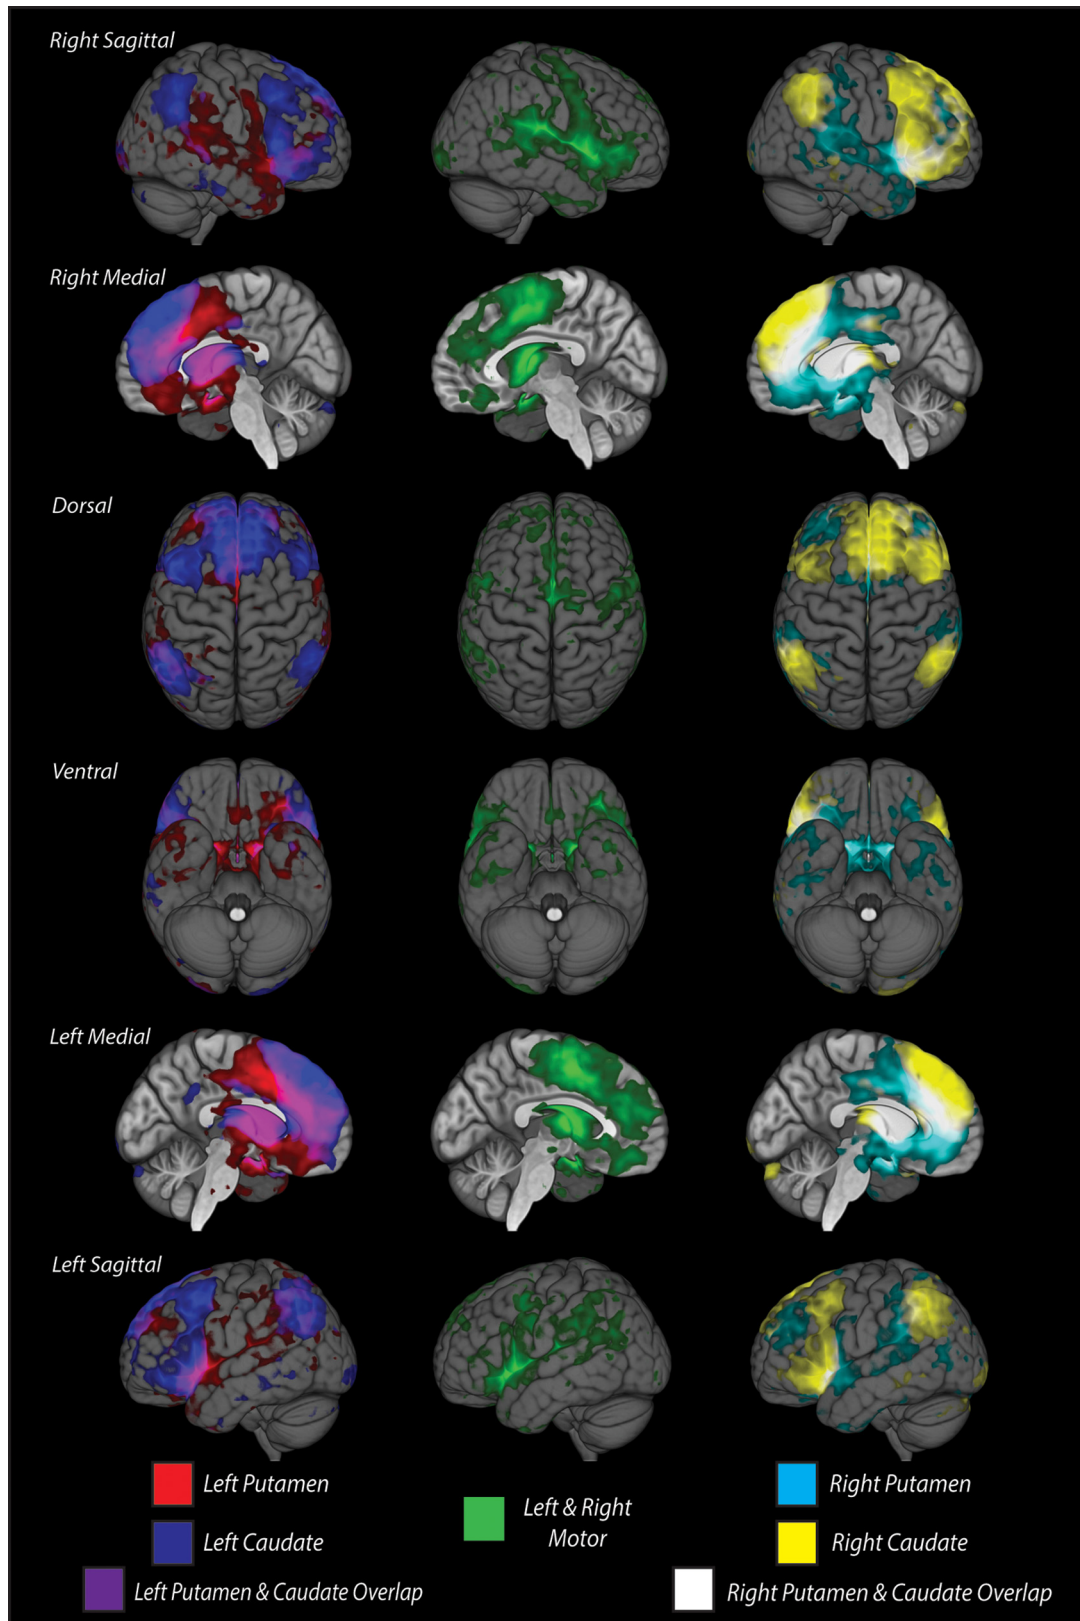 Right Sagittal
Right Medial
Dorsal
Ventral
Left Medial
Left Sagittal
Left Putamen
Left Caudate
Left Putamen & Caudate Overlap
Left & Right
Motor
Right Putamen
Right Caudate
Right Putamen & Caudate Overlap